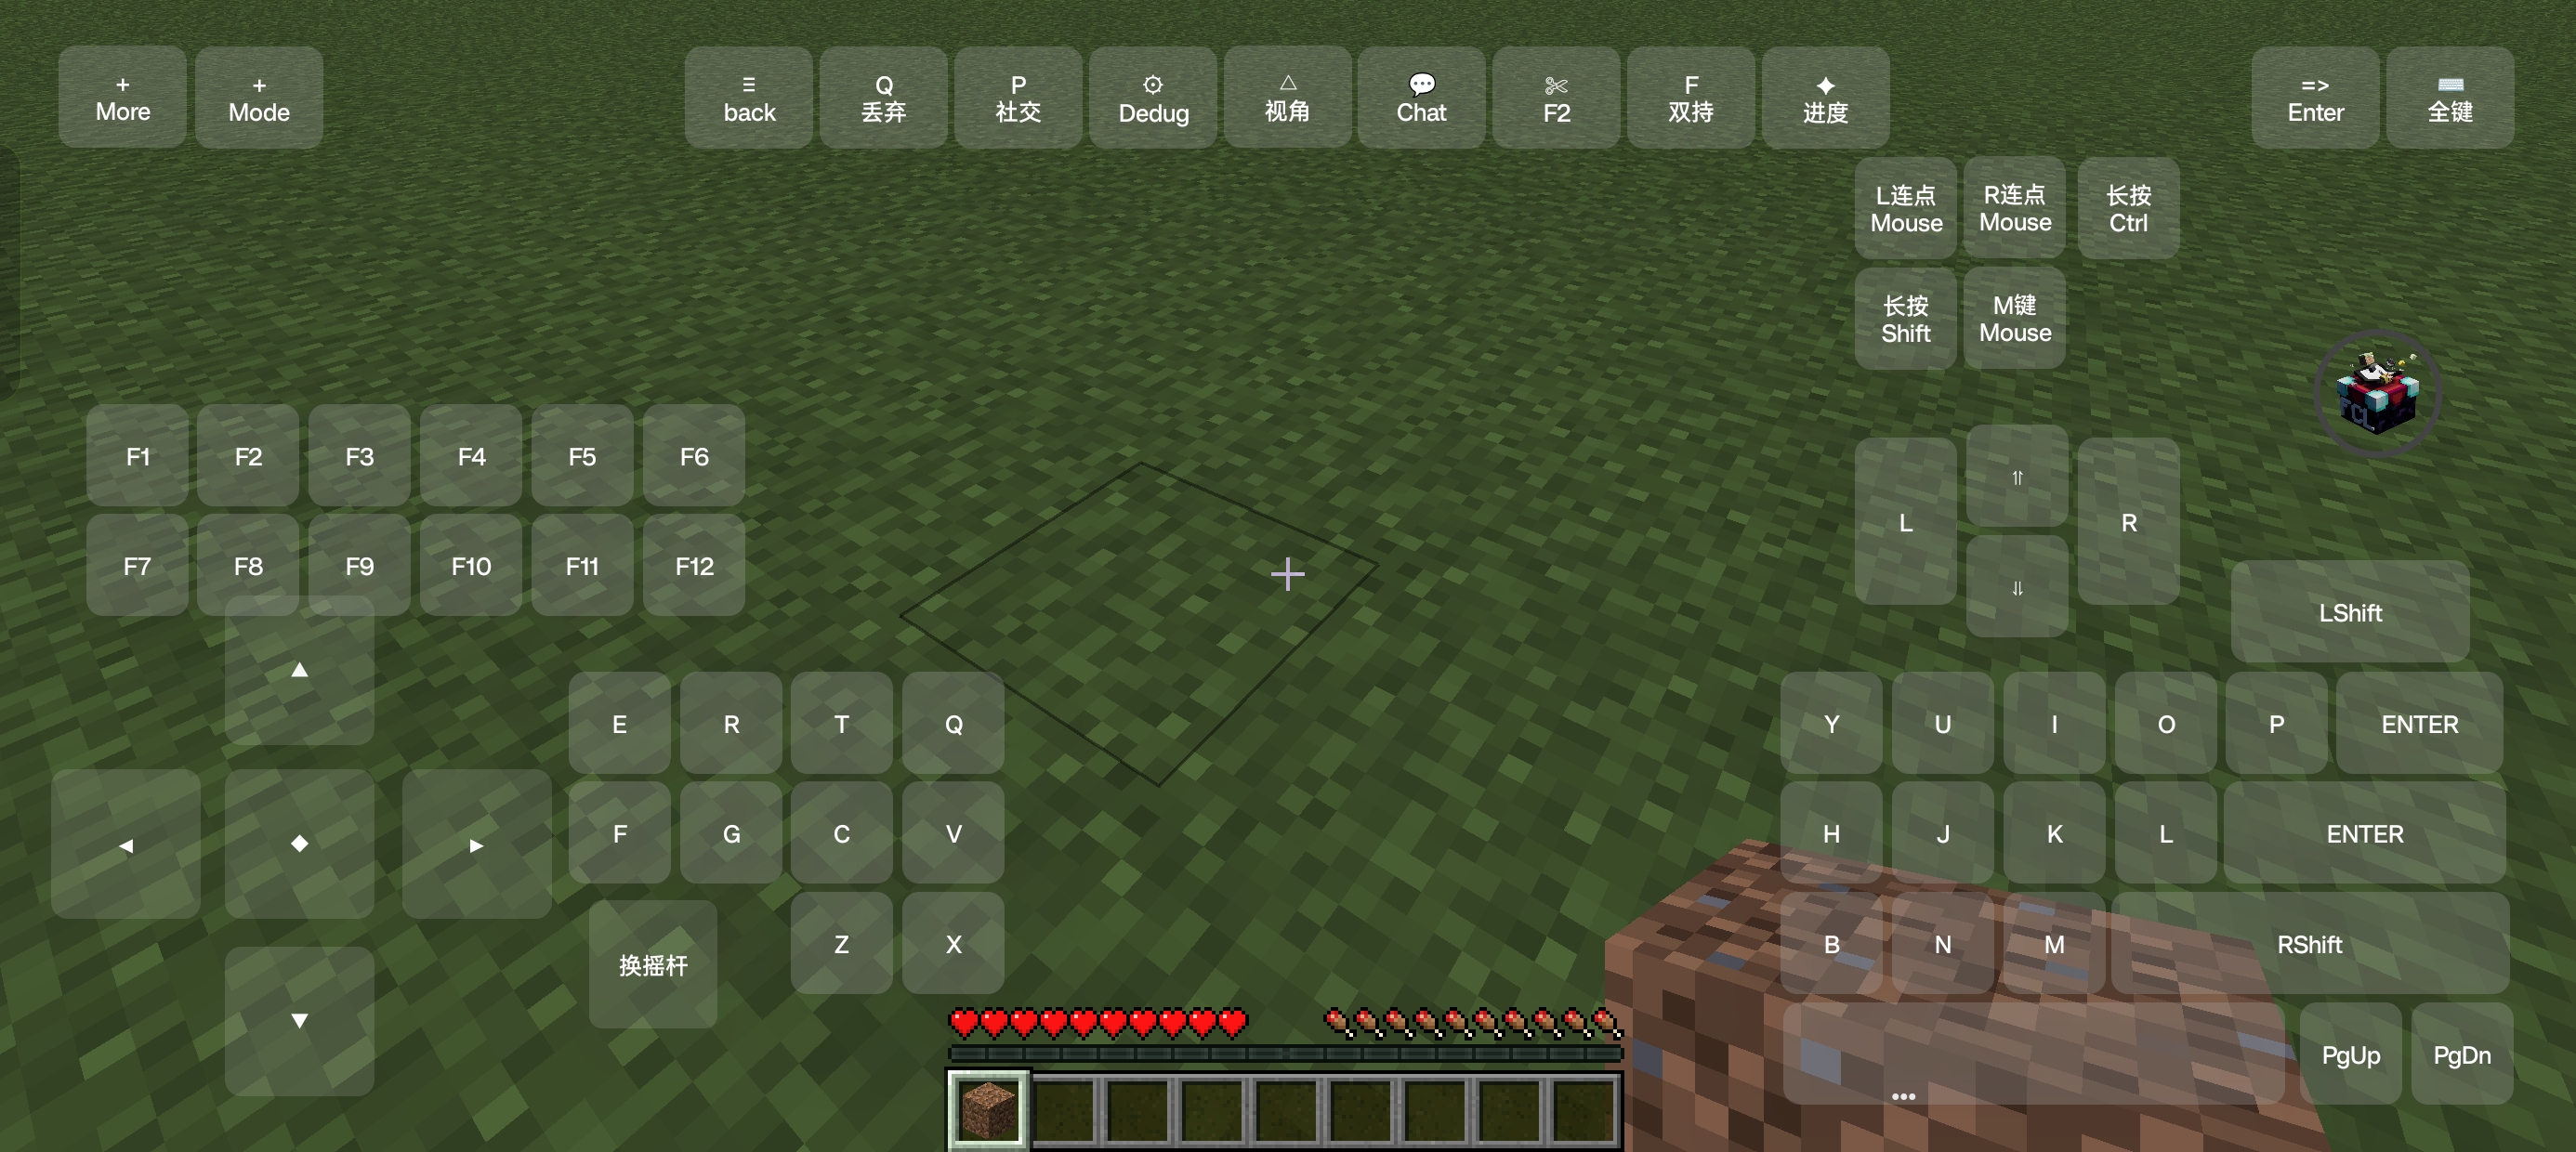 +
More
+
Mode
☰
back
Q
丢弃
P
社交
Dedug
△
视角
Chat
✄
F2
F
双持
✦
进度
=>
Enter
全键
L连点
Mouse
R连点
Mouse
长按
Ctrl
长按
Shift
M键
Mouse
FCL
F1
F2
F3
F4
F5
F6
F7
F8
F9
F10
F11
F12
L
⇈
R
⇊
LShift
▲
E
R
T
Q
Y
U
I
O
P
ENTER
◀
◆
▶
F
G
C
V
H
J
K
L
ENTER
换摇杆
Z
X
B
N
M
RShift
▼
...
PgUp
PgDn